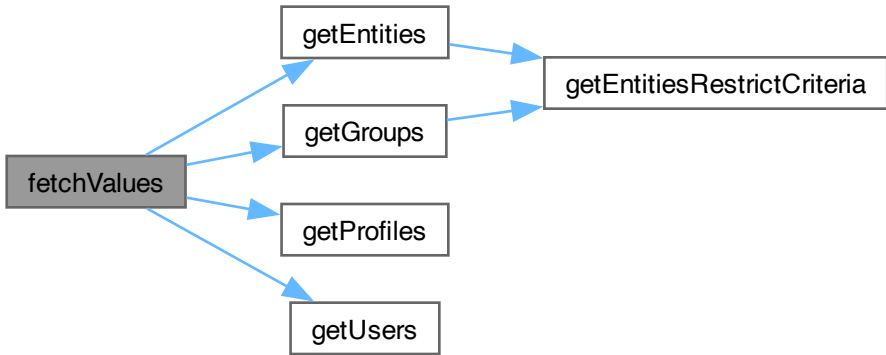 fetchValues
getEntities
getGroups
getProfiles
getUsers
getEntitiesRestrictCriteria